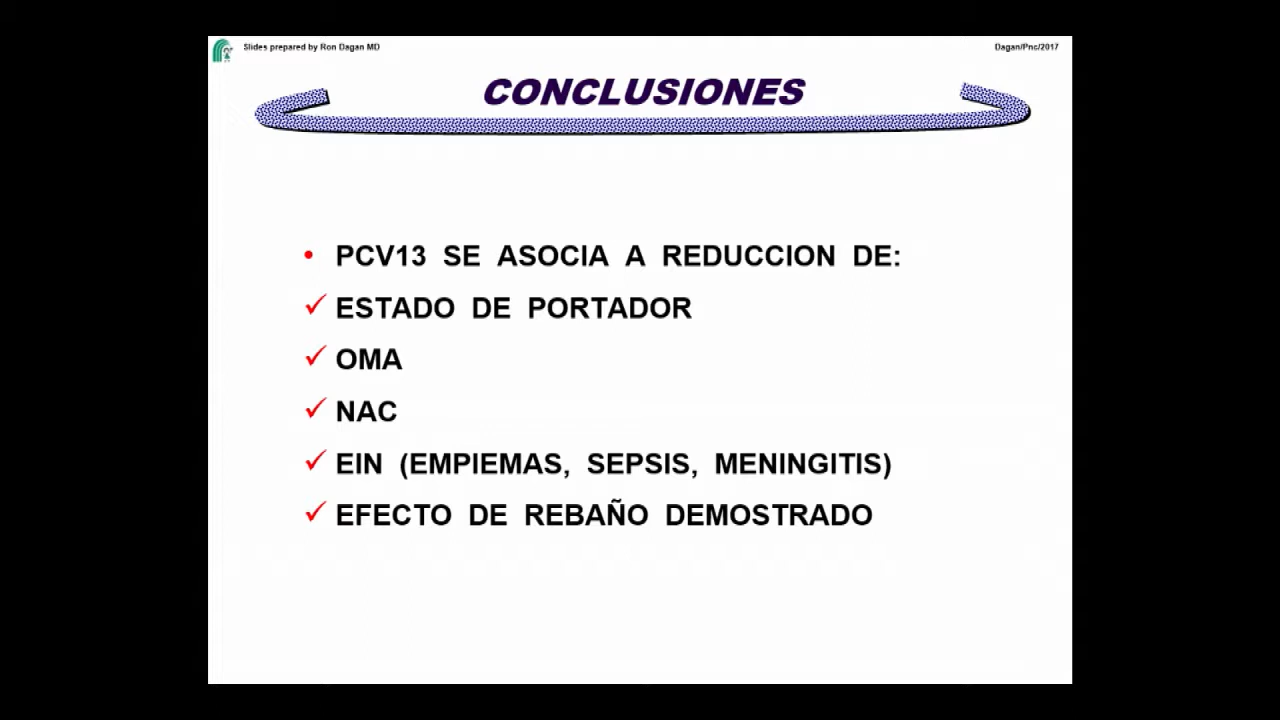 Slides prepared by Ron Dagan MD
Dagan/Pnc/2017
CONCLUSIONES
• PCV13 SE ASOCIA A REDUCCION DE:
✓ ESTADO DE PORTADOR
✓ OMA
✓ NAC
✓ EIN (EMPIEMAS, SEPSIS, MENINGITIS)
✓ EFECTO DE REBAÑO DEMOSTRADO